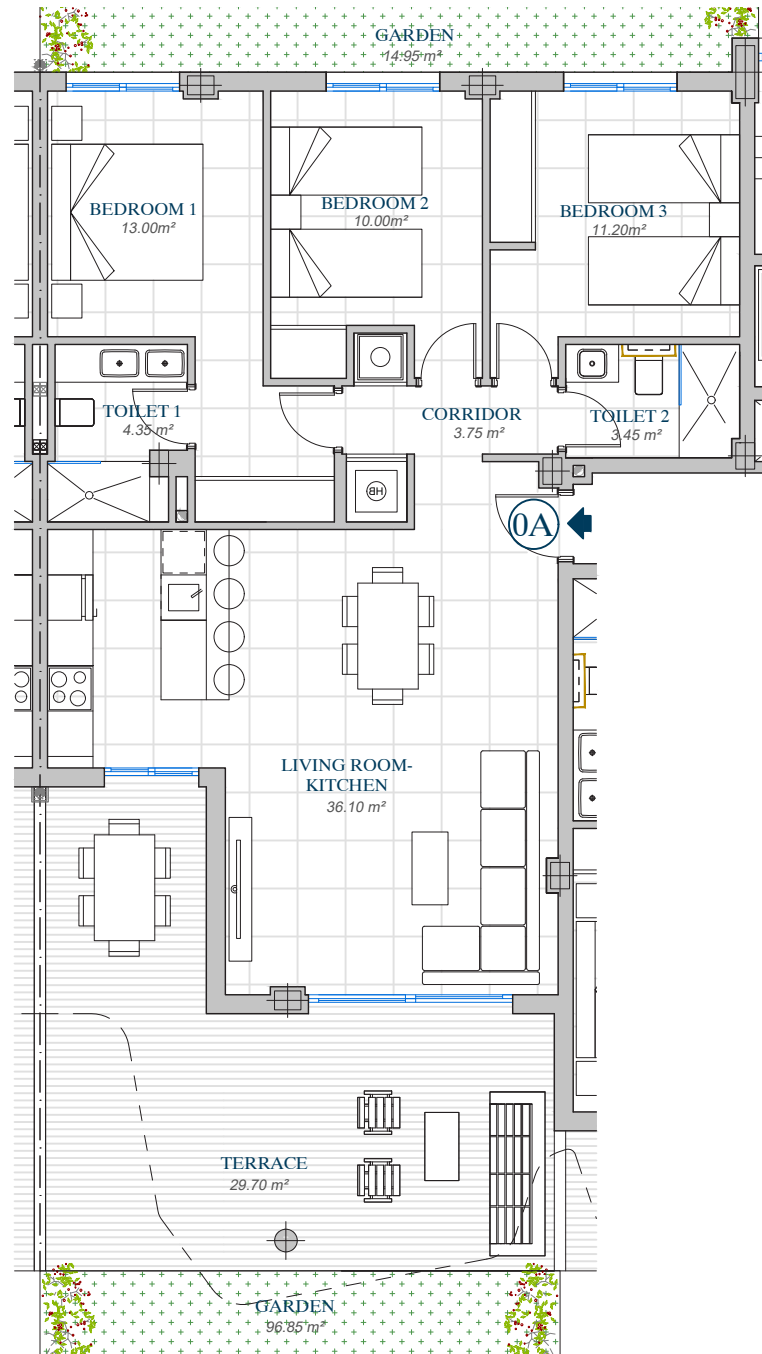 GARDEN
14.95 m²
BEDROOM 1
13.00m²
BEDROOM 2
10.00m²
BEDROOM 3
11.20m²
TOILET 1
4.35 m²
CORRIDOR
3.75 m²
TOILET 2
3.45 m²
HB
0A
LIVING ROOM-
KITCHEN
36.10 m²
TERRACE
29.70 m²
GARDEN
96.85 m²